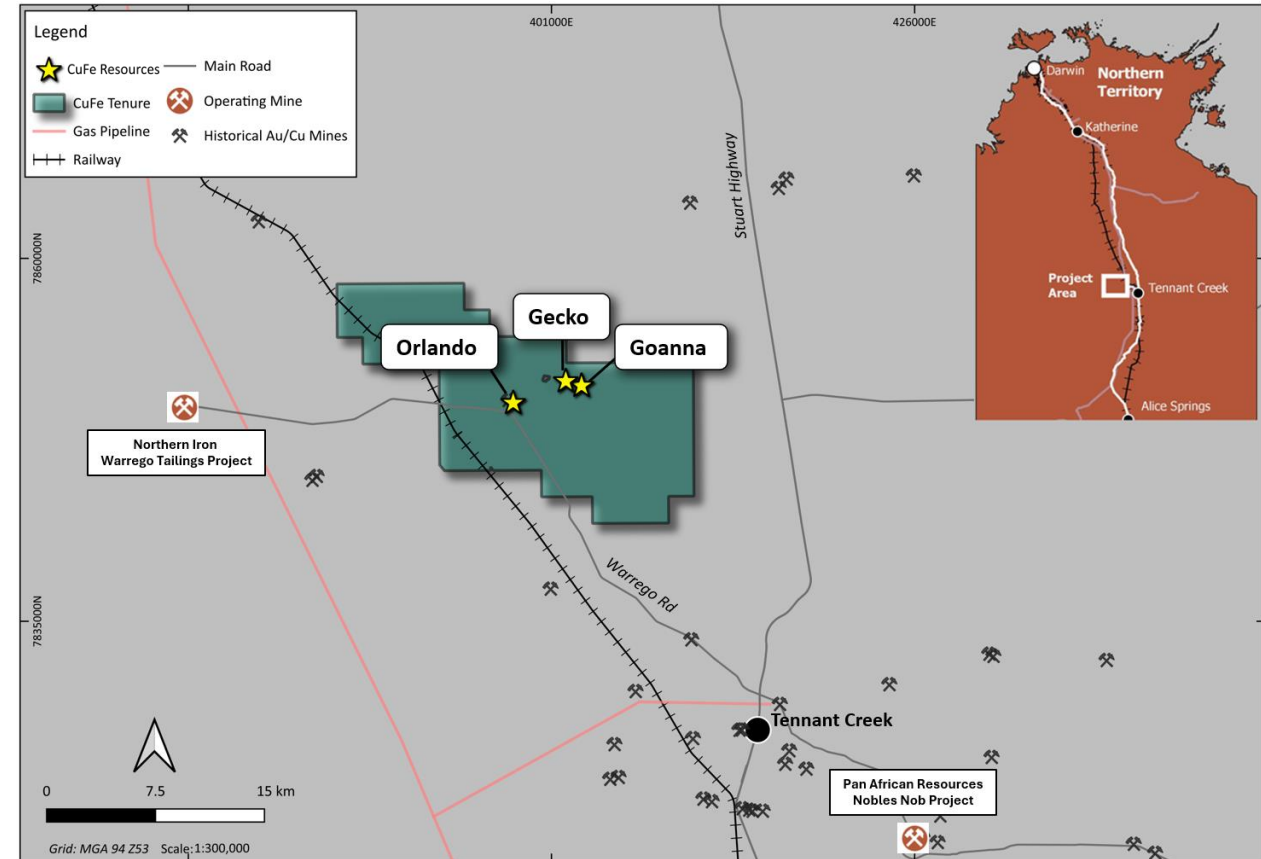 401000E
426000E
Legend
CuFe Resources
Main Road
CuFe Tenure
Operating Mine
Gas Pipeline
Historical Au/Cu Mines
Railway
Darwin
Northern
Territory
Katherine
Project
Area
Tennant Creek
Alice Springs
Stuart Highway
7860000N
Gecko
Orlando
Goanna
Northern Iron
Warrego Tailings Project
Warrego Rd
7835000N
Tennant Creek
Pan African Resources
Nobles Nob Project
0 7.5 15 km
Grid: MGA 94 Z53 Scale:1:300,000